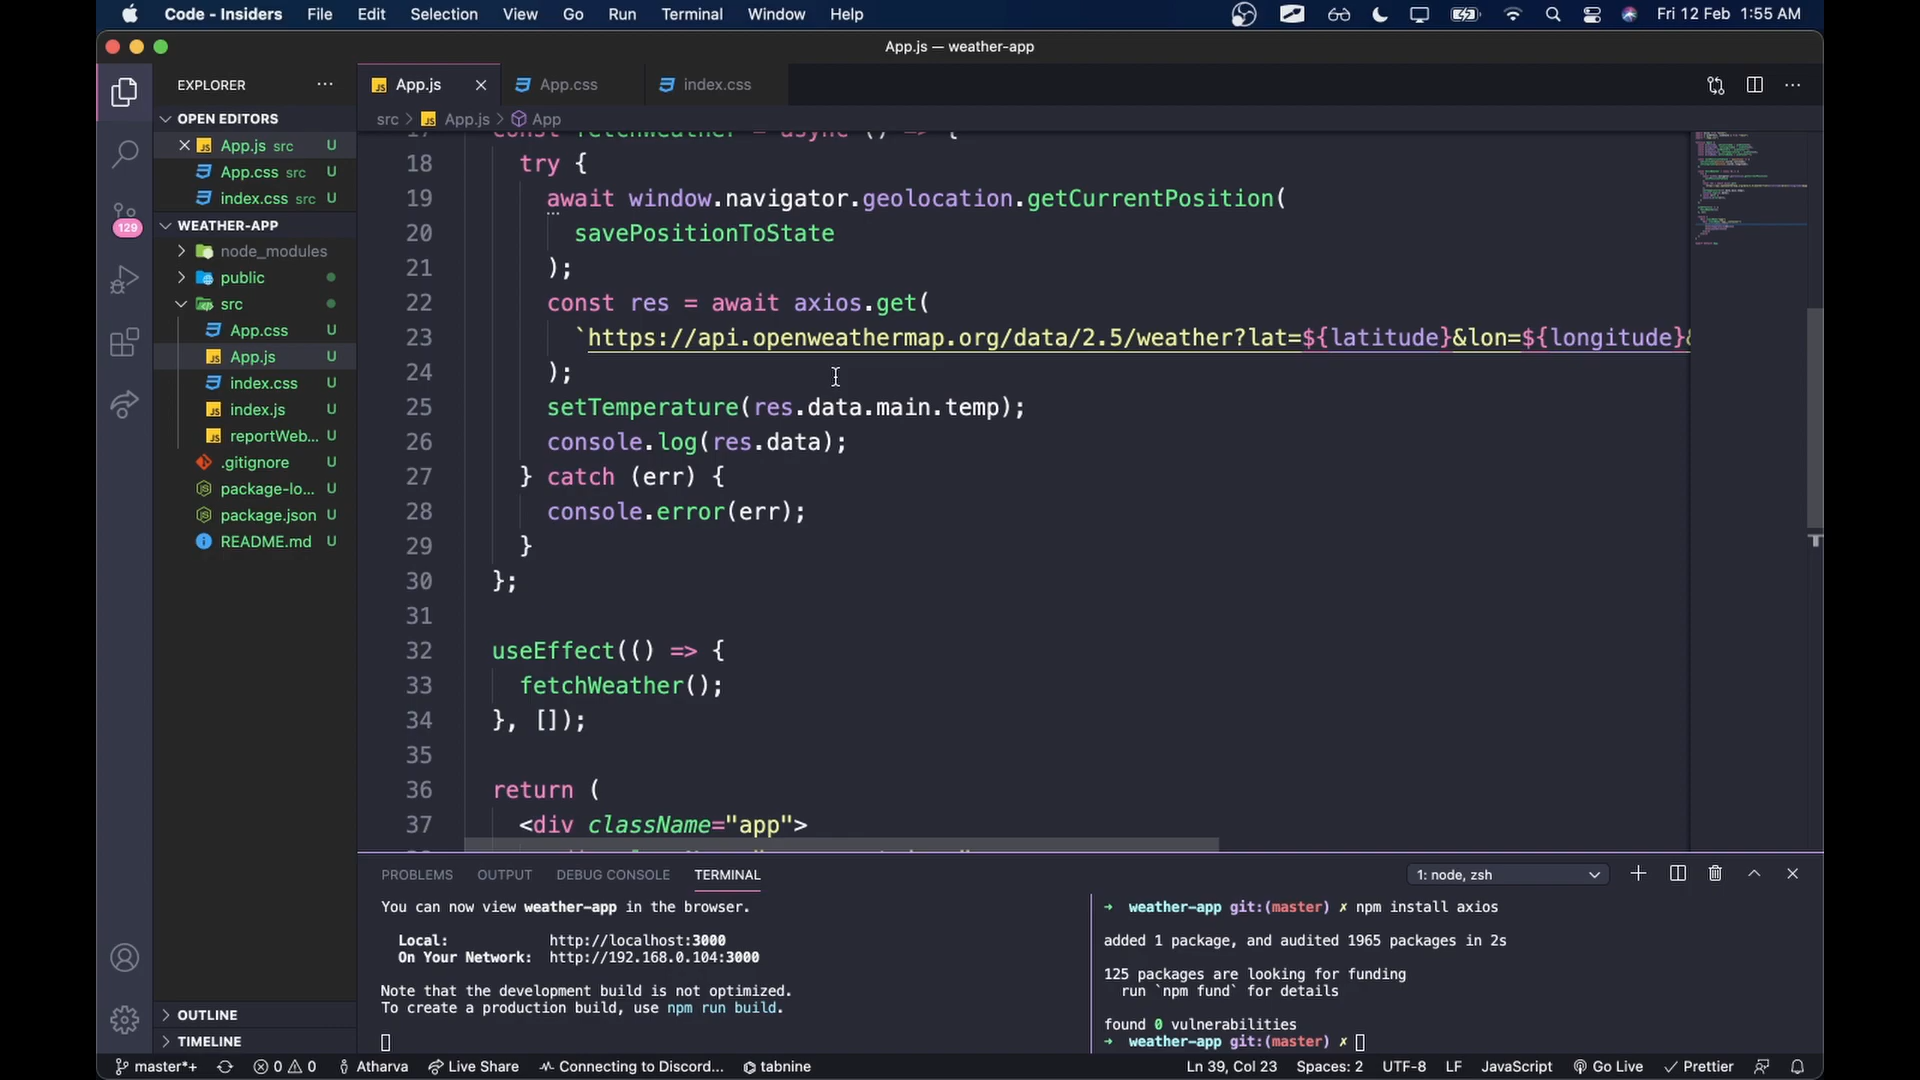 Code - Insiders File Edit Selection View Go Run Terminal Window Help Fri 12 Feb 1:55 AM
App.js — weather-app
EXPLORER ···
OPEN EDITORS
App.js src U
App.css src U
index.css src U
WEATHER-APP
node_modules
public
src
App.css U
App.js U
index.css U
index.js U
reportWeb... U
.gitignore U
package-lo... U
package.json U
README.md U
OUTLINE
TIMELINE
129
App.js App.css index.css
src > App.js > App
17 const fetchWeather = async () => {
18 try {
19 await window.navigator.geolocation.getCurrentPosition(
20 savePositionToState
21 );
22 const res = await axios.get(
23 `https://api.openweathermap.org/data/2.5/weather?lat=${latitude}&lon=${longitude}&
24 );
25 setTemperature(res.data.main.temp);
26 console.log(res.data);
27 } catch (err) {
28 console.error(err);
29 }
30 };
31
32 useEffect(() => {
33 fetchWeather();
34 }, []);
35
36 return (
37 <div className="app">
PROBLEMS OUTPUT DEBUG CONSOLE TERMINAL 1: node, zsh
You can now view weather-app in the browser.
Local: http://localhost:3000
On Your Network: http://192.168.0.104:3000
Note that the development build is not optimized.
To create a production build, use npm run build.
→ weather-app git:(master) ✗ npm install axios
added 1 package, and audited 1965 packages in 2s
125 packages are looking for funding
run `npm fund` for details
found 0 vulnerabilities
→ weather-app git:(master) ✗
master*+ 0 0 Atharva Live Share Connecting to Discord... tabnine Ln 39, Col 23 Spaces: 2 UTF-8 LF JavaScript Go Live Prettier